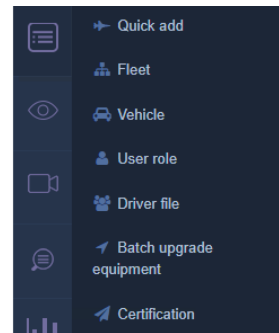 Quick add
Fleet
Vehicle
User role
Driver file
Batch upgrade
equipment
Certification